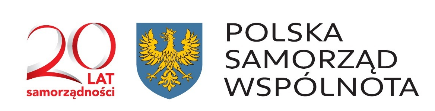 20
LAT
samorządności
POLSKA
SAMORZĄD
WSPÓLNOTA